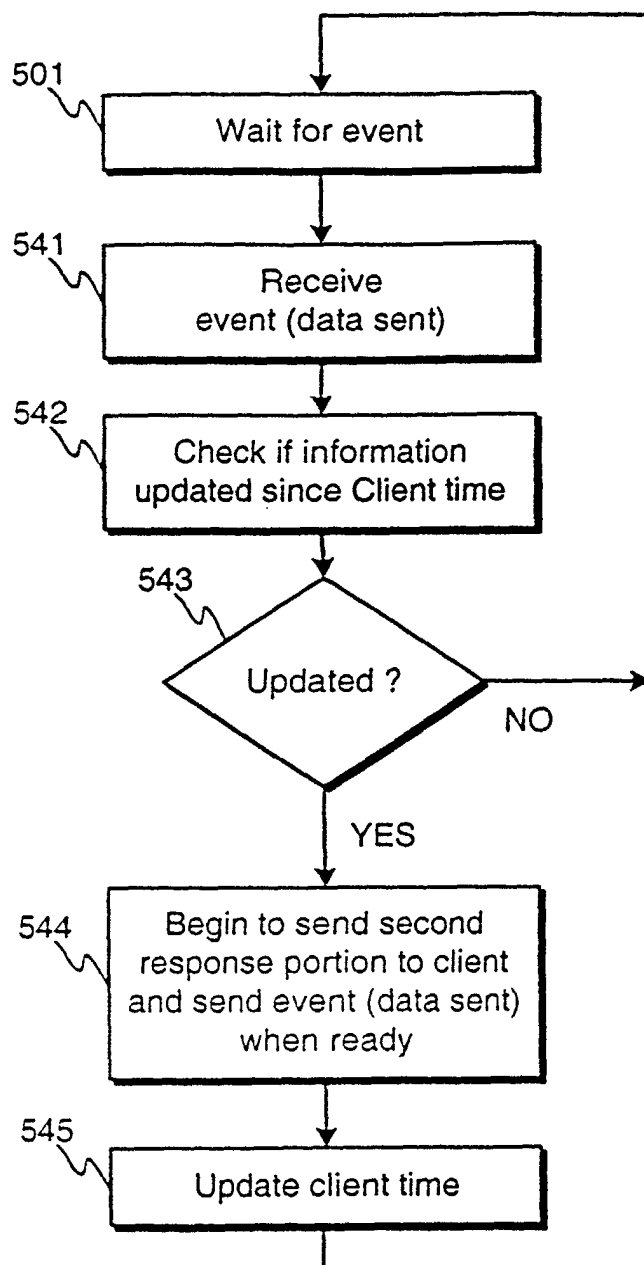 501
Wait for event
541
Receive
event (data sent)
542
Check if information
updated since Client time
543
Updated ?
NO
YES
544
Begin to send second
response portion to client
and send event (data sent)
when ready
545
Update client time